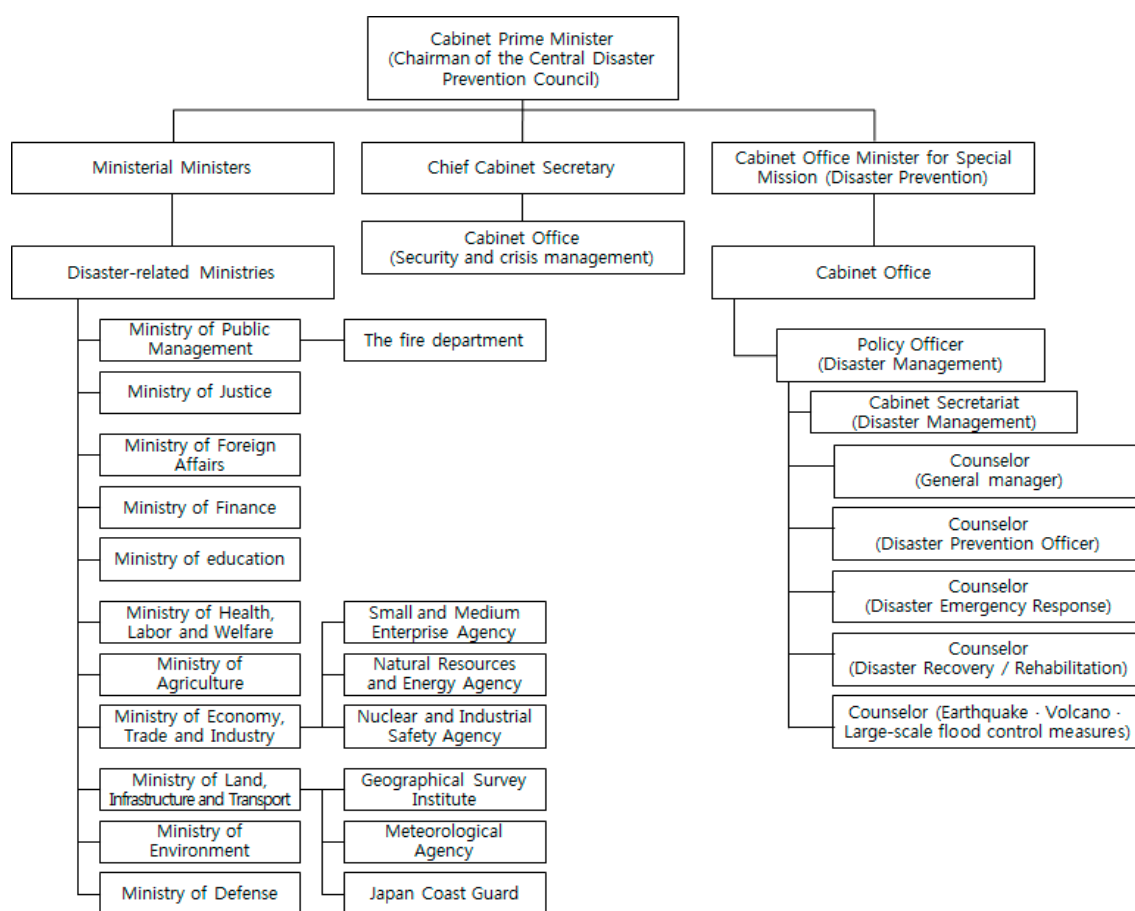 Cabinet Prime Minister
(Chairman of the Central Disaster
Prevention Council)
Ministerial Ministers
Chief Cabinet Secretary
Cabinet Office Minister for Special
Mission (Disaster Prevention)
Cabinet Office
(Security and crisis management)
Disaster-related Ministries
Cabinet Office
Ministry of Public
Management
The fire department
Ministry of Justice
Ministry of Foreign
Affairs
Ministry of Finance
Ministry of education
Ministry of Health,
Labor and Welfare
Ministry of
Agriculture
Ministry of Economy,
Trade and Industry
Small and Medium
Enterprise Agency
Natural Resources
and Energy Agency
Nuclear and Industrial
Safety Agency
Ministry of Land,
Infrastructure and Transport
Geographical Survey
Institute
Ministry of
Environment
Meteorological
Agency
Ministry of Defense
Japan Coast Guard
Policy Officer
(Disaster Management)
Cabinet Secretariat
(Disaster Management)
Counselor
(General manager)
Counselor
(Disaster Prevention Officer)
Counselor
(Disaster Emergency Response)
Counselor
(Disaster Recovery / Rehabilitation)
Counselor (Earthquake · Volcano ·
Large-scale flood control measures)